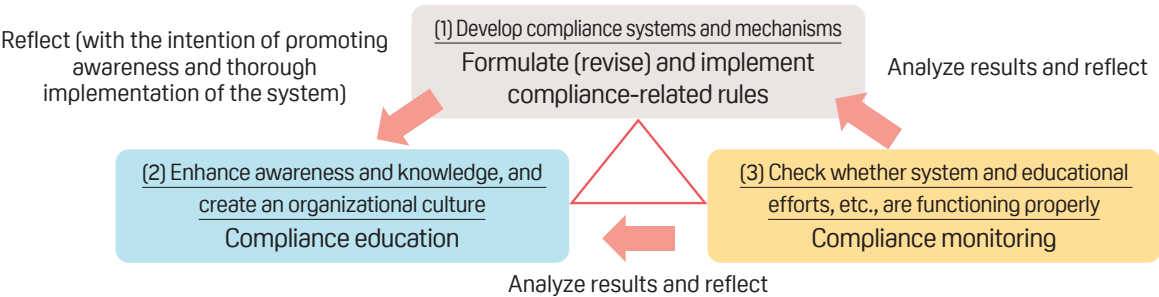 (1) Develop compliance systems and mechanisms
Formulate (revise) and implement
compliance-related rules
Reflect (with the intention of promoting
awareness and thorough
implementation of the system)
Analyze results and reflect
(2) Enhance awareness and knowledge, and
create an organizational culture
Compliance education
(3) Check whether system and educational
efforts, etc., are functioning properly
Compliance monitoring
Analyze results and reflect